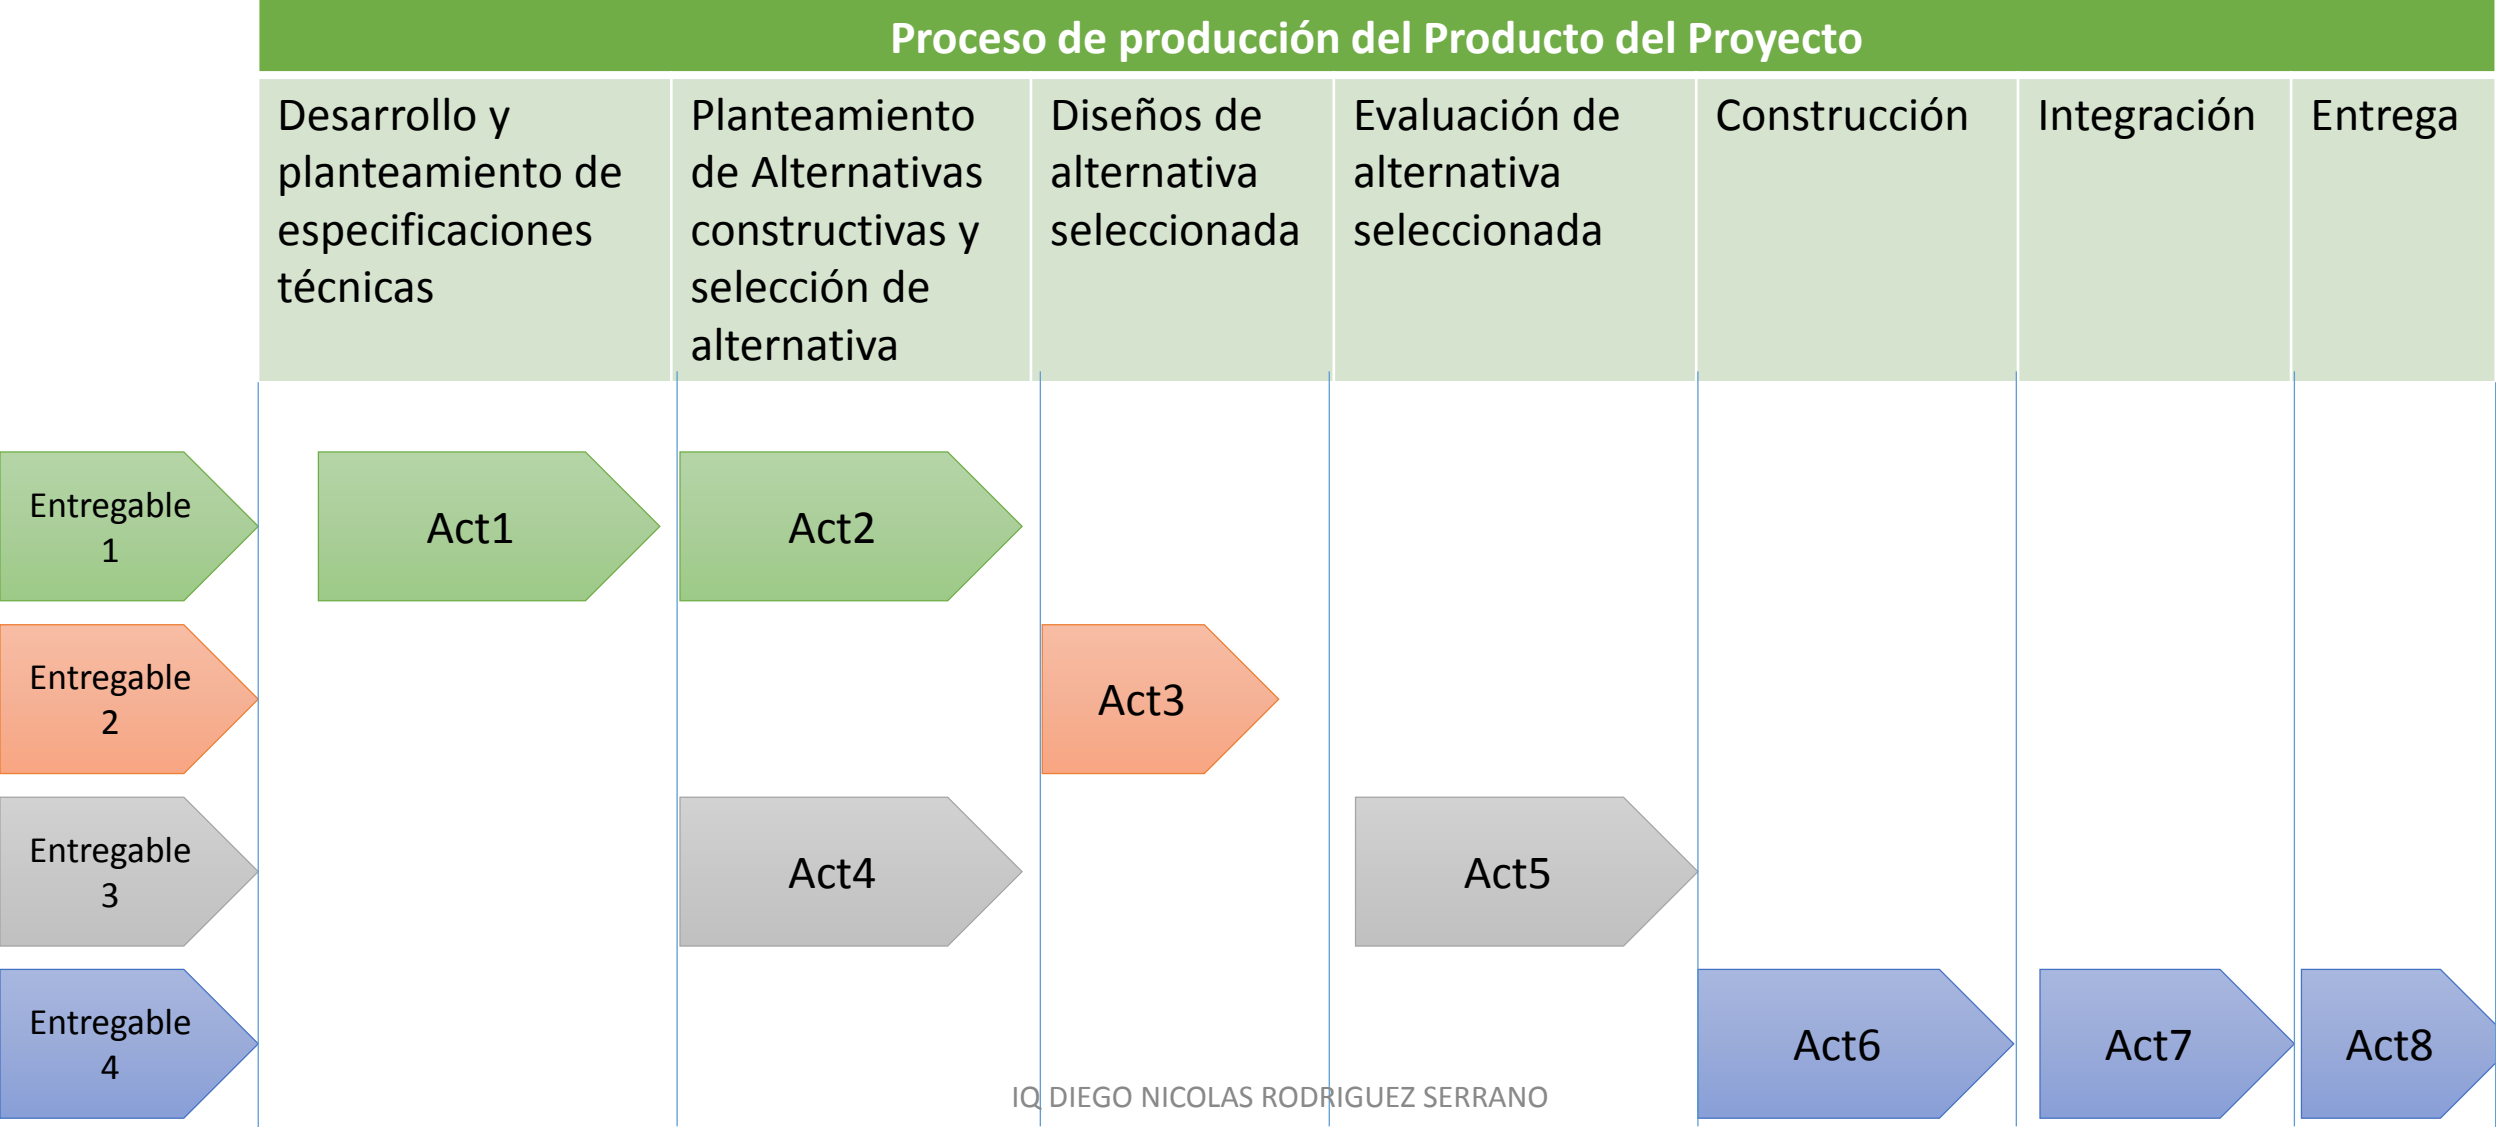 Proceso de producción del Producto del Proyecto
Desarrollo y
planteamiento de
especificaciones
técnicas
Planteamiento
de Alternativas
constructivas y
selección de
alternativa
Diseños de
alternativa
seleccionada
Evaluación de
alternativa
seleccionada
Construcción
Integración
Entrega
Entregable
1
Act1
Act2
Entregable
2
Act3
Entregable
3
Act4
Act5
Entregable
4
Act6
Act7
Act8
IQ DIEGO NICOLAS RODRIGUEZ SERRANO